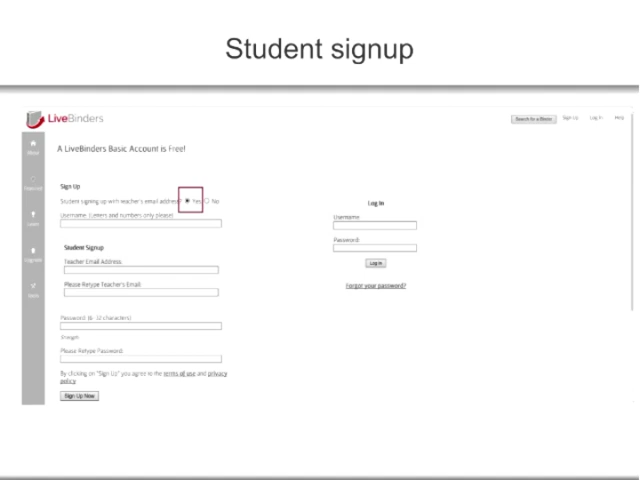 Student signup
LiveBinders
Search for a Binder
Sign Up
Log In
Help
A LiveBinders Basic Account is Free!
Sign Up
Student signing up with teacher's email address? Yes No
Username: (Letters and numbers only please)
Student Signup
Teacher Email Address:
Please Retype Teacher's Email:
Password: (6 -12 characters)
Strength
Please Retype Password:
By clicking on "Sign Up" you agree to the terms of use and privacy
policy
Sign Up Now
Log In
Username:
Password:
Log In
Forgot your password?